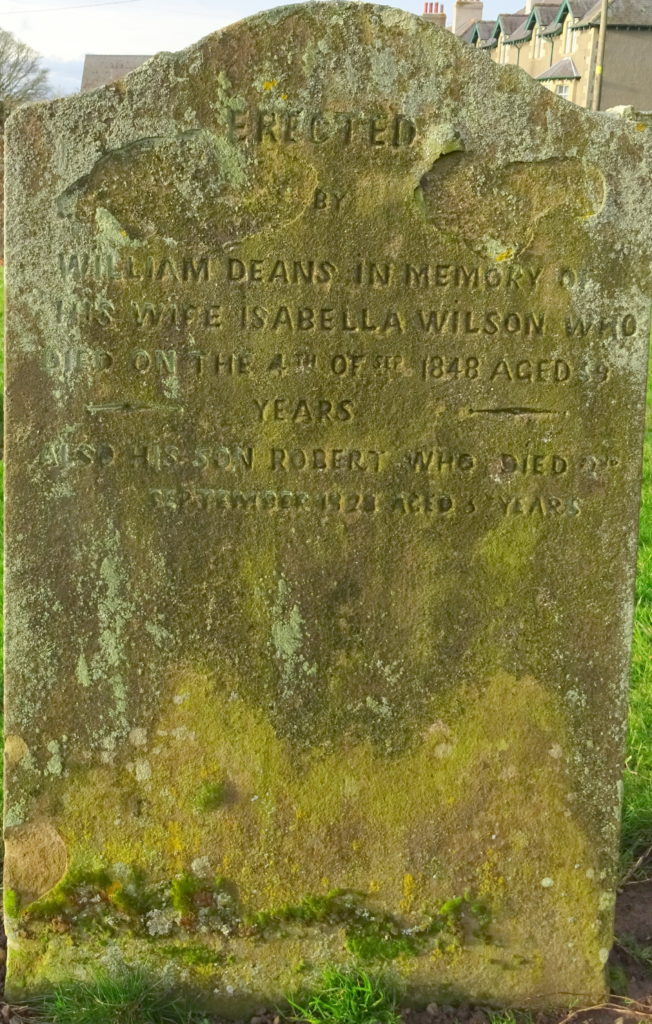 ERECTED
BY
WILLIAM DEANS IN MEMORY OF
HIS WIFE ISABELLA WILSON WHO
DIED ON THE 4TH OF SEP. 1848 AGED
YEARS
ALSO HIS SON ROBERT WHO DIED
SEPTEMBER AGED YEARS